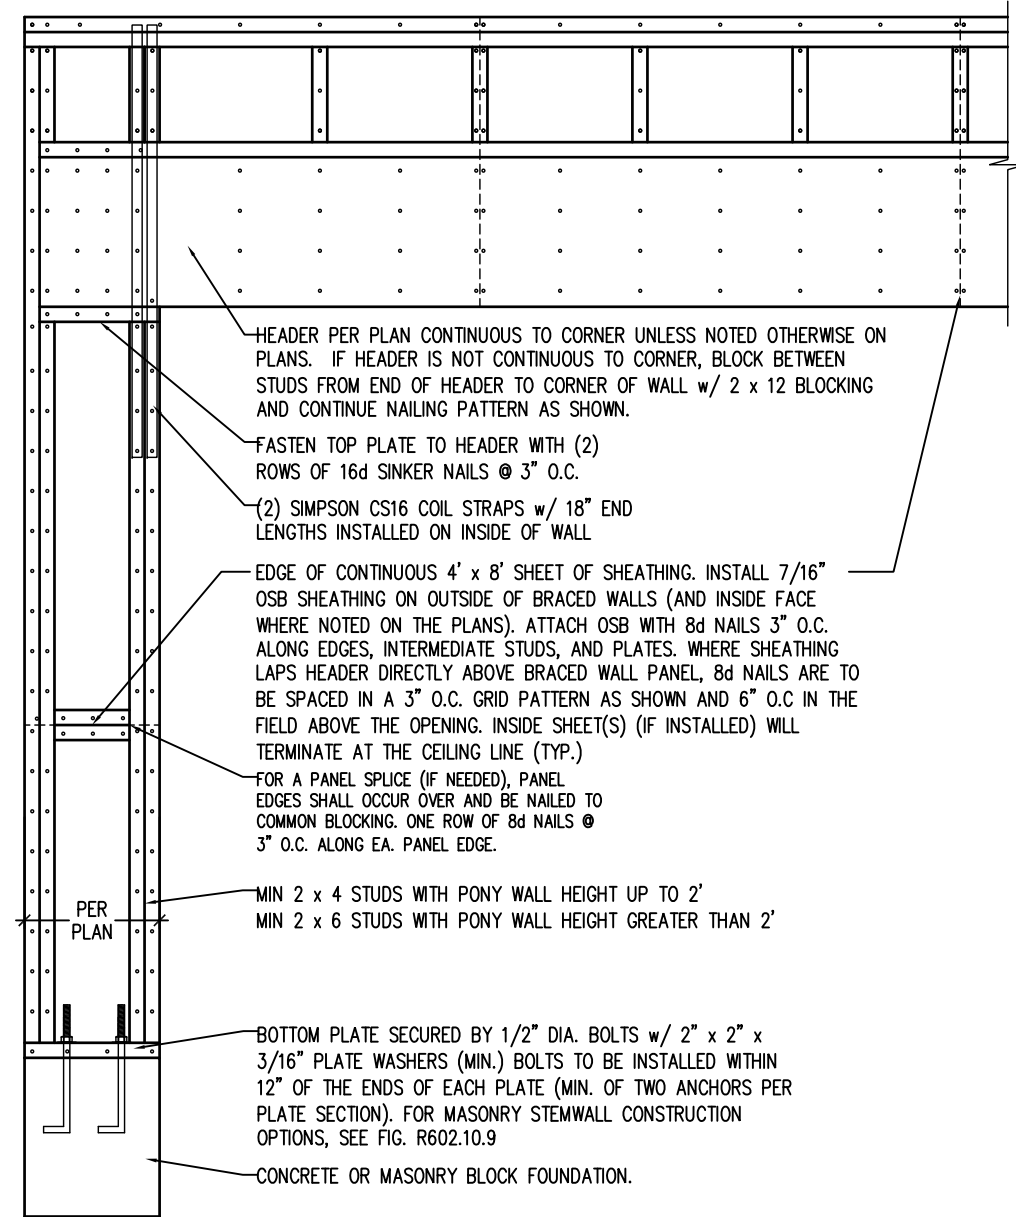 HEADER PER PLAN CONTINUOUS TO CORNER UNLESS NOTED OTHERWISE ON
PLANS. IF HEADER IS NOT CONTINUOUS TO CORNER, BLOCK BETWEEN
STUDS FROM END OF HEADER TO CORNER OF WALL w/ 2 x 12 BLOCKING
AND CONTINUE NAILING PATTERN AS SHOWN.
FASTEN TOP PLATE TO HEADER WITH (2)
ROWS OF 16d SINKER NAILS @ 3" O.C.
(2) SIMPSON CS16 COIL STRAPS w/ 18" END
LENGTHS INSTALLED ON INSIDE OF WALL
EDGE OF CONTINUOUS 4' x 8' SHEET OF SHEATHING. INSTALL 7/16"
OSB SHEATHING ON OUTSIDE OF BRACED WALLS (AND INSIDE FACE
WHERE NOTED ON THE PLANS). ATTACH OSB WITH 8d NAILS 3" O.C.
ALONG EDGES, INTERMEDIATE STUDS, AND PLATES. WHERE SHEATHING
LAPS HEADER DIRECTLY ABOVE BRACED WALL PANEL, 8d NAILS ARE TO
BE SPACED IN A 3" O.C. GRID PATTERN AS SHOWN AND 6" O.C IN THE
FIELD ABOVE THE OPENING. INSIDE SHEET(S) (IF INSTALLED) WILL
TERMINATE AT THE CEILING LINE (TYP.)
FOR A PANEL SPLICE (IF NEEDED), PANEL
EDGES SHALL OCCUR OVER AND BE NAILED TO
COMMON BLOCKING. ONE ROW OF 8d NAILS @
3" O.C. ALONG EA. PANEL EDGE.
MIN 2 x 4 STUDS WITH PONY WALL HEIGHT UP TO 2'
MIN 2 x 6 STUDS WITH PONY WALL HEIGHT GREATER THAN 2'
PER
PLAN
BOTTOM PLATE SECURED BY 1/2" DIA. BOLTS w/ 2" x 2" x
3/16" PLATE WASHERS (MIN.) BOLTS TO BE INSTALLED WITHIN
12" OF THE ENDS OF EACH PLATE (MIN. OF TWO ANCHORS PER
PLATE SECTION). FOR MASONRY STEMWALL CONSTRUCTION
OPTIONS, SEE FIG. R602.10.9
CONCRETE OR MASONRY BLOCK FOUNDATION.